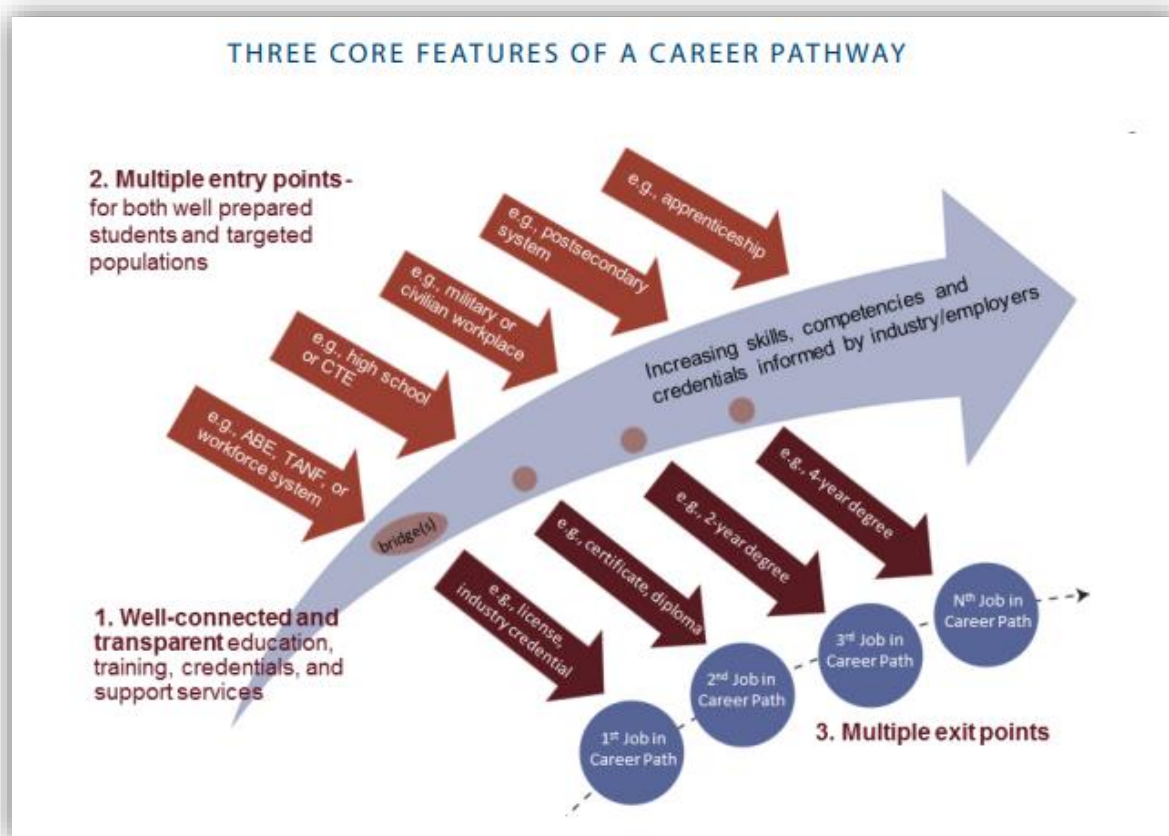 THREE CORE FEATURES OF A CAREER PATHWAY
2. Multiple entry points -
for both well prepared
students and targeted
populations
e.g., apprenticeship
e.g., postsecondary
system
e.g., military or
civilian workplace
e.g., high school
or CTE
e.g., ABE, TANF, or
workforce system
Increasing skills, competencies and
credentials informed by industry/employers
bridge(s)
1. Well-connected and
transparent education,
training, credentials, and
support services
e.g., license,
industry credential
e.g., certificate, diploma
e.g., 2-year degree
e.g., 4-year degree
1st Job in
Career Path
2nd Job in
Career Path
3rd Job in
Career Path
Nth Job in
Career Path
3. Multiple exit points